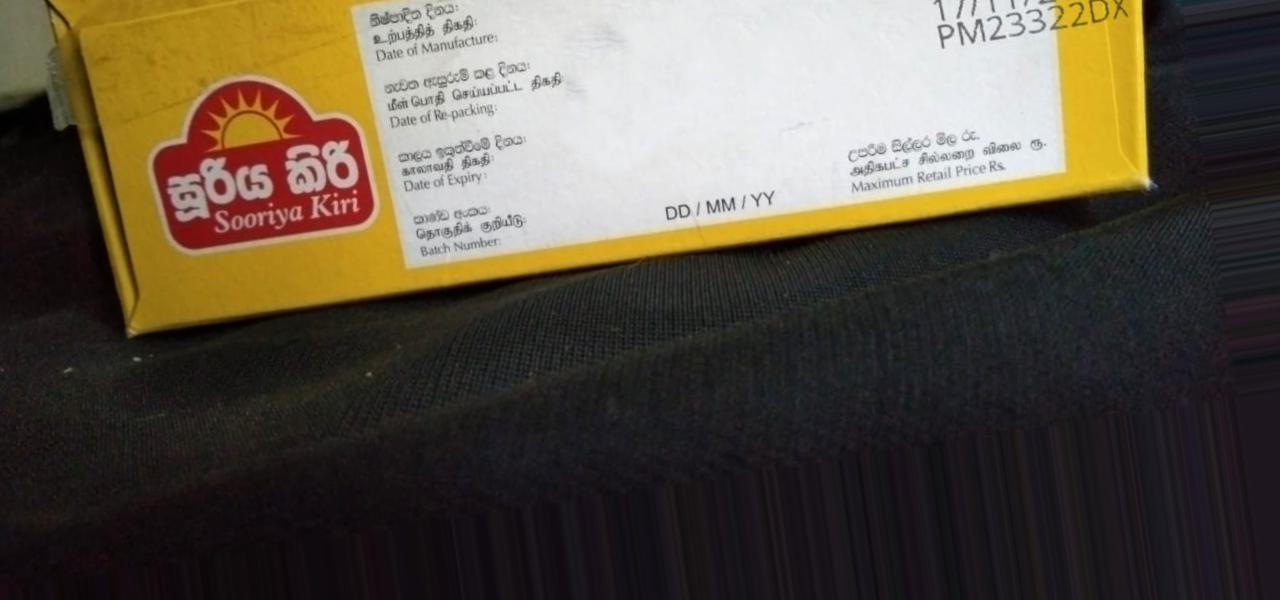 නිෂ්පාදිත දිනය:
உற்பத்தித் திகதி:
Date of Manufacture:
නැවත ඇසුරුම් කළ දිනය:
மீள் பொதி செய்யப்பட்ட திகதி:
Date of Re-packing:
කාලය ඉකුත්වීමේ දිනය:
காலாவதி திகதி:
Date of Expiry:
කාණ්ඩ අංකය:
தொகுதிக் குறியீடு:
Batch Number:
DD / MM / YY
PM23322DX
උපරිම සිල්ලර මිල රු.
அதிகபட்ச சில்லறை விலை ரூ.
Maximum Retail Price Rs.
සූරිය කිරි
Sooriya Kiri